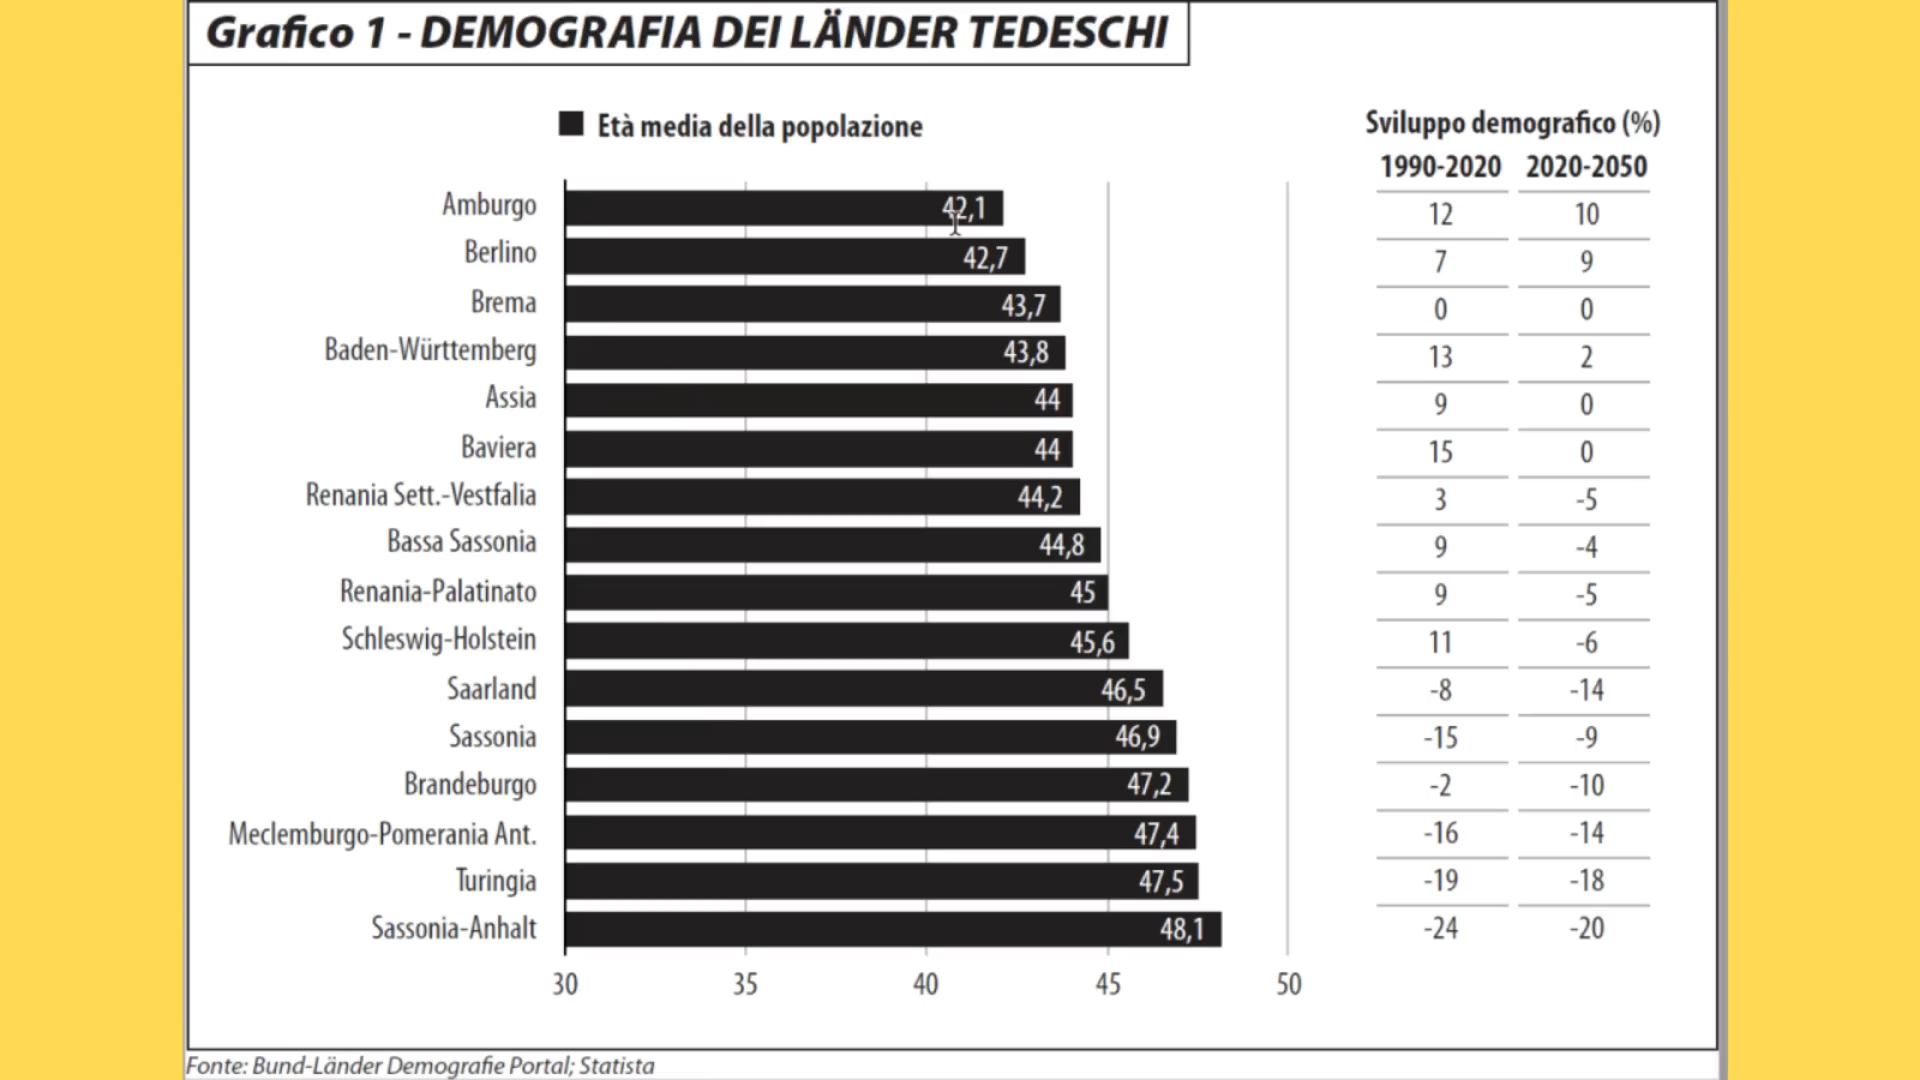 Grafico 1 - DEMOGRAFIA DEI LÄNDER TEDESCHI
Età media della popolazione
Sviluppo demografico (%)
1990-2020 2020-2050
Amburgo 42,1 12 10
Berlino 42,7 7 9
Brema 43,7 0 0
Baden-Württemberg 43,8 13 2
Assia 44 9 0
Baviera 44 15 0
Renania Sett.-Vestfalia 44,2 3 -5
Bassa Sassonia 44,8 9 -4
Renania-Palatinato 45 9 -5
Schleswig-Holstein 45,6 11 -6
Saarland 46,5 -8 -14
Sassonia 46,9 -15 -9
Brandeburgo 47,2 -2 -10
Meclemburgo-Pomerania Ant. 47,4 -16 -14
Turingia 47,5 -19 -18
Sassonia-Anhalt 48,1 -24 -20
30 35 40 45 50
Fonte: Bund-Länder Demografie Portal; Statista